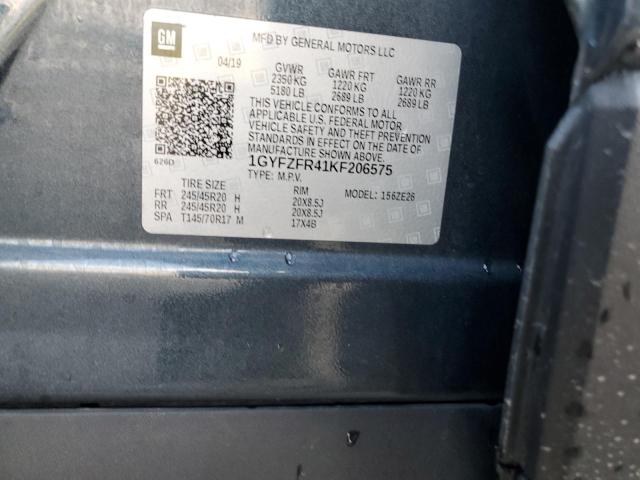 GM
MFD BY GENERAL MOTORS LLC
04/19
GVWR GAWR FRT GAWR RR
2350 KG 1220 KG 1220 KG
5180 LB 2689 LB 2689 LB
THIS VEHICLE CONFORMS TO ALL
APPLICABLE U.S. FEDERAL MOTOR
VEHICLE SAFETY AND THEFT PREVENTION
STANDARDS IN EFFECT ON THE DATE OF
MANUFACTURE SHOWN ABOVE.
626D
1GYFZFR41KF206575
TYPE: M.P.V. MODEL: 156ZE26
TIRE SIZE RIM
FRT 245/45R20 H 20X8.5J
RR 245/45R20 H 20X8.5J
SPA T145/70R17 M 17X4B